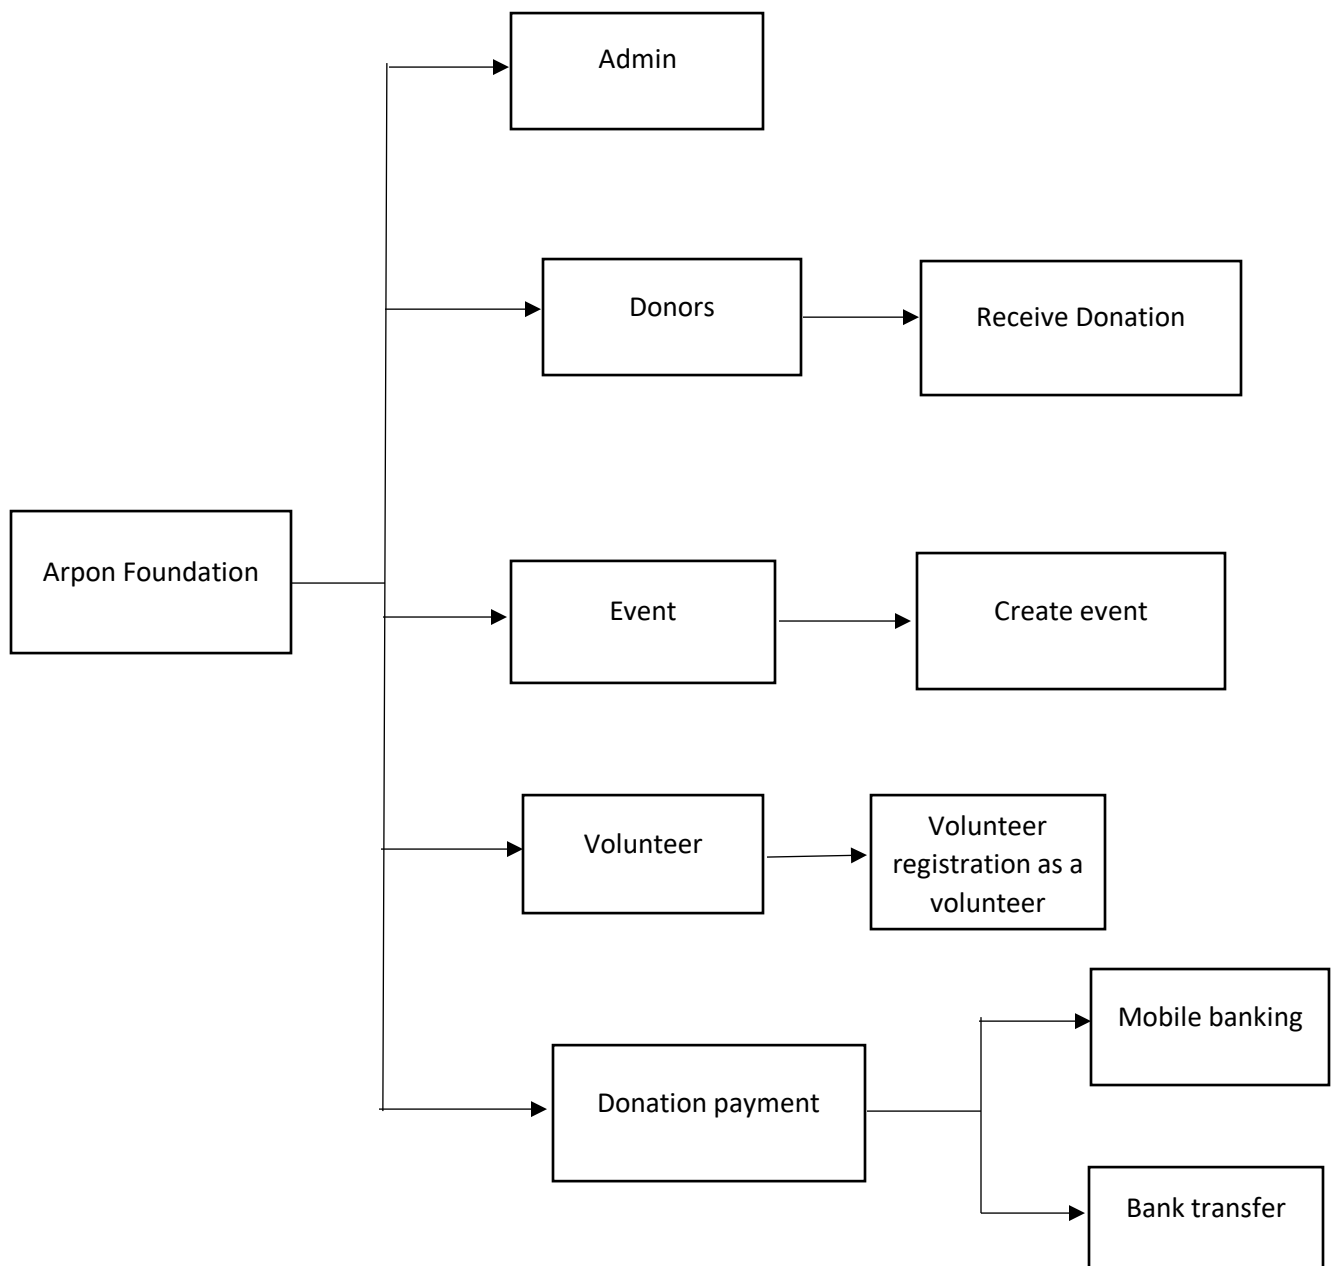 Admin
Donors
Receive Donation
Arpon Foundation
Event
Create event
Volunteer
Volunteer
registration as a
volunteer
Mobile banking
Donation payment
Bank transfer